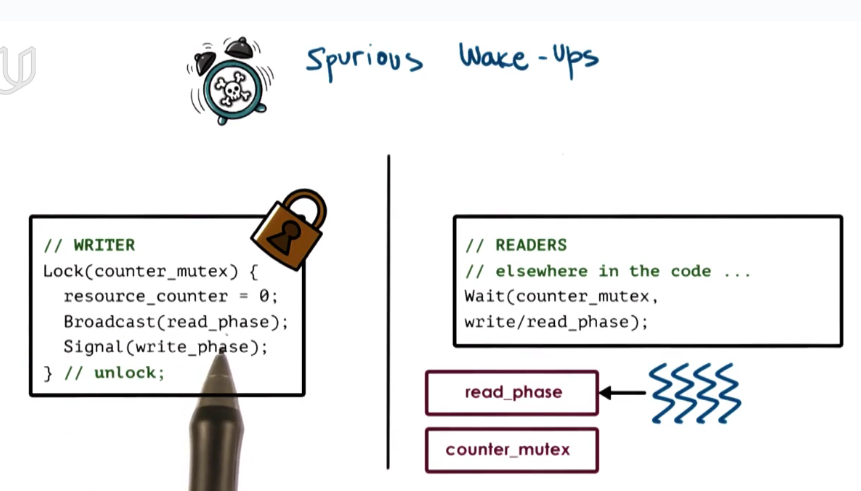 Spurious Wake-Ups
// WRITER
Lock(counter_mutex) {
resource_counter = 0;
Broadcast(read_phase);
Signal(write_phase);
} // unlock;
// READERS
// elsewhere in the code ...
Wait(counter_mutex,
write/read_phase);
read_phase
counter_mutex